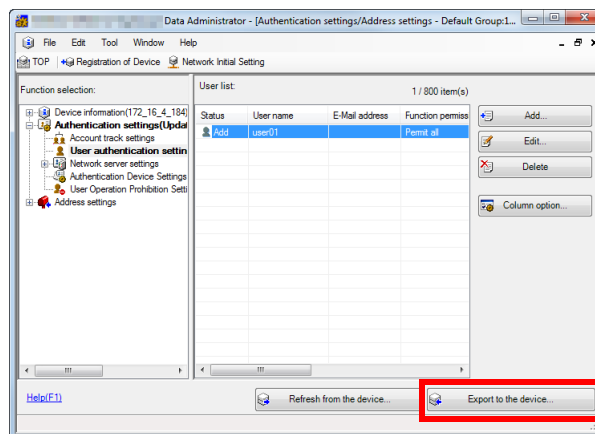 Data Administrator - [Authentication settings/Address settings - Default Group:1...
File Edit Tool Window Help
TOP Registration of Device Network Initial Setting
Function selection:
User list:
1 / 800 item(s)
Device information(172_16_4_184)
Authentication settings(Updat
Account track settings
User authentication settin
Network server settings
Authentication Device Settings
User Operation Prohibition Setti
Address settings
Status User name E-Mail address Function permiss
Add user01 Permit all
Add...
Edit...
Delete
Column option...
Help(F1)
Refresh from the device...
Export to the device...